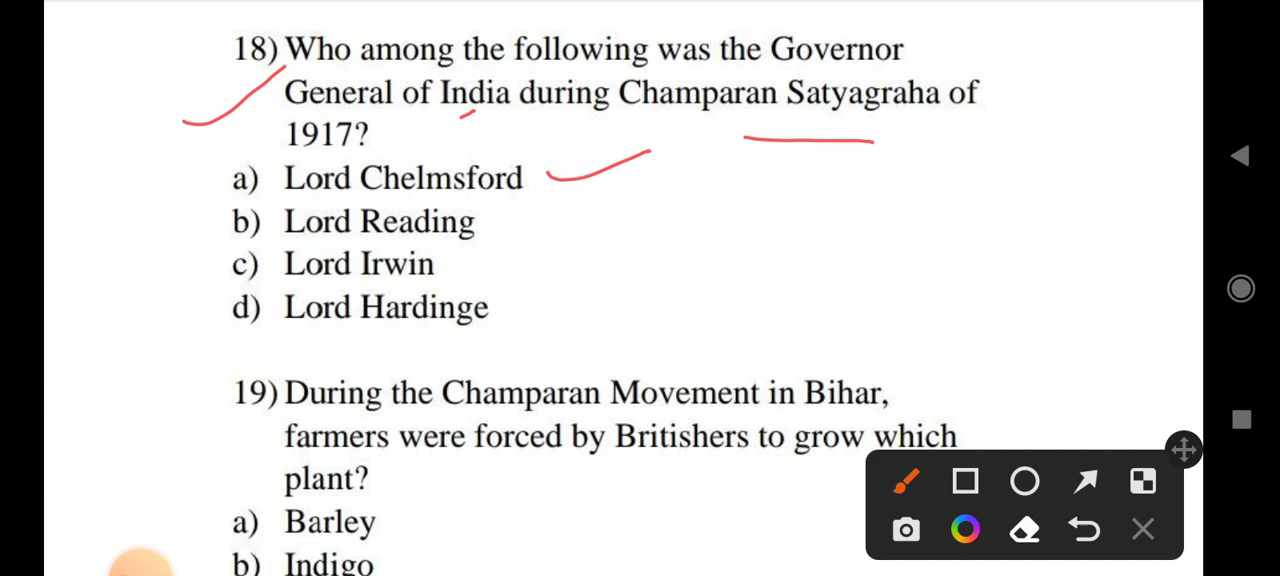 18) Who among the following was the Governor
General of India during Champaran Satyagraha of
1917?
a) Lord Chelmsford
b) Lord Reading
c) Lord Irwin
d) Lord Hardinge
19) During the Champaran Movement in Bihar,
farmers were forced by Britishers to grow which
plant?
a) Barley
b) Indigo